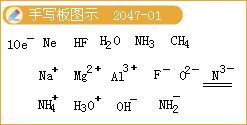 手写板图示 2047-01
10e⁻ Ne HF H₂O NH₃ CH₄
Na⁺ Mg²⁺ Al³⁺ F⁻ O²⁻ N³⁻
NH₄⁺ H₃O⁺ OH⁻ NH₂⁻